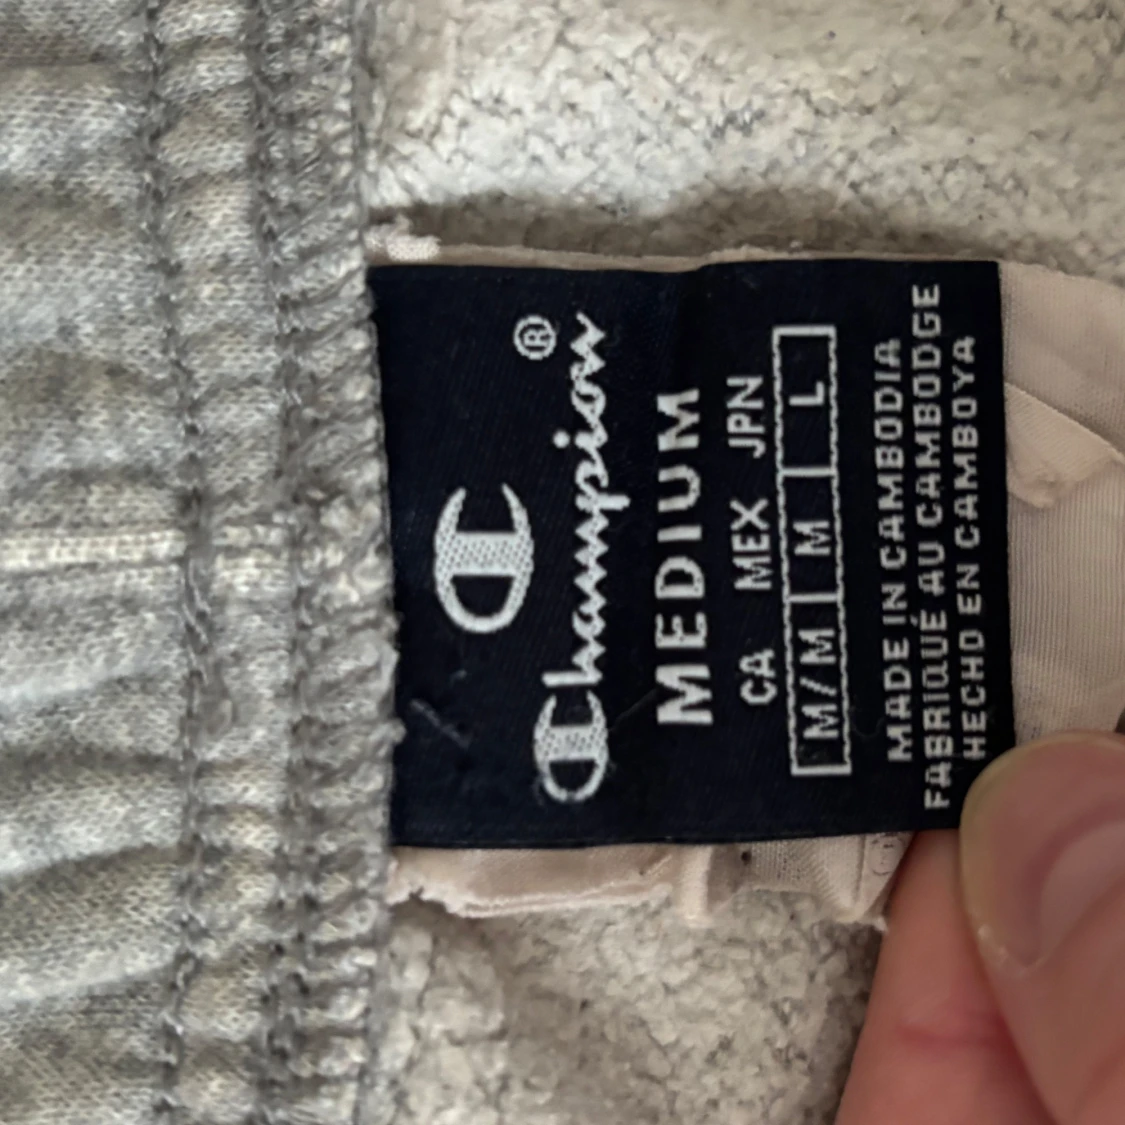 Champion®
MEDIUM
CA MEX JPN
M/M M L
MADE IN CAMBODIA
FABRIQUÉ AU CAMBODGE
HECHO EN CAMBOYA